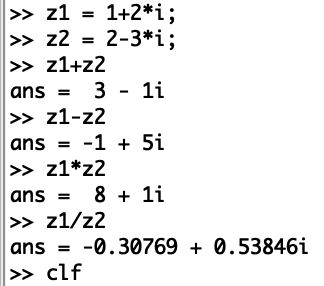 >> z1 = 1+2*i;
>> z2 = 2-3*i;
>> z1+z2
ans =  3 - 1i
>> z1-z2
ans = -1 + 5i
>> z1*z2
ans =  8 + 1i
>> z1/z2
ans = -0.30769 + 0.53846i
>> clf